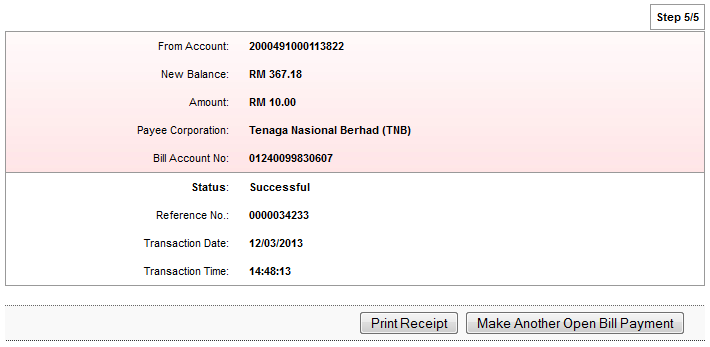 Step 5/5
From Account: 2000491000113822
New Balance: RM 367.18
Amount: RM 10.00
Payee Corporation: Tenaga Nasional Berhad (TNB)
Bill Account No: 01240099830607
Status: Successful
Reference No.: 0000034233
Transaction Date: 12/03/2013
Transaction Time: 14:48:13
Print Receipt Make Another Open Bill Payment